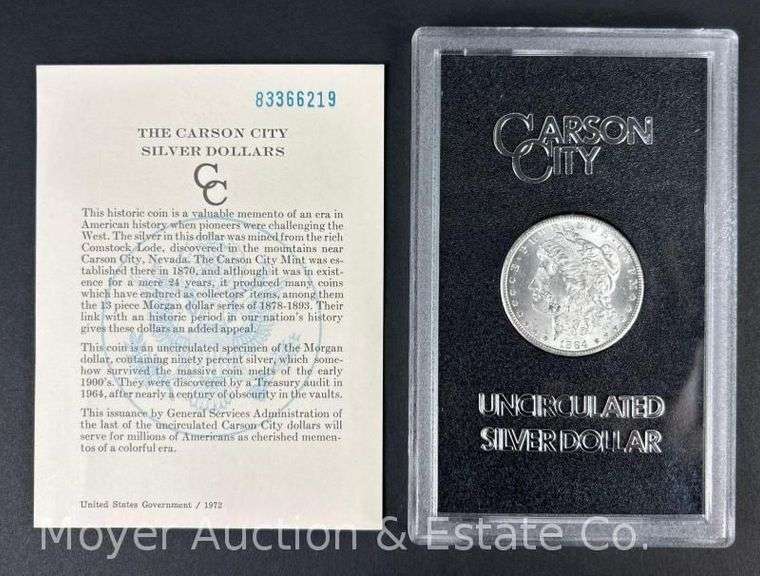 83366219
THE CARSON CITY
SILVER DOLLARS
CC
This historic coin is a valuable memento of an era in
American history when pioneers were challenging the
West. The silver in this dollar was mined from the rich
Comstock Lode, discovered in the mountains near
Carson City, Nevada. The Carson City Mint was es-
tablished there in 1870, and although it was in exist-
ence for a mere 24 years, it produced many coins
which have endured as collectors' items, among them
the 13 piece Morgan dollar series of 1878-1893. Their
link with an historic period in our nation's history
gives these dollars an added appeal.
This coin is an uncirculated specimen of the Morgan
dollar, containing ninety percent silver, which some-
how survived the massive coin melts of the early
1900's. They were discovered by a Treasury audit in
1964, after nearly a century of obscurity in the vaults.
This issuance by General Services Administration of
the last of the uncirculated Carson City dollars will
serve for millions of Americans as cherished memen-
tos of a colorful era.
United States Government / 1972
CARSON
CITY
E PLURIBUS UNUM
1884
UNCIRCULATED
SILVER DOLLAR
Moyer Auction & Estate Co.